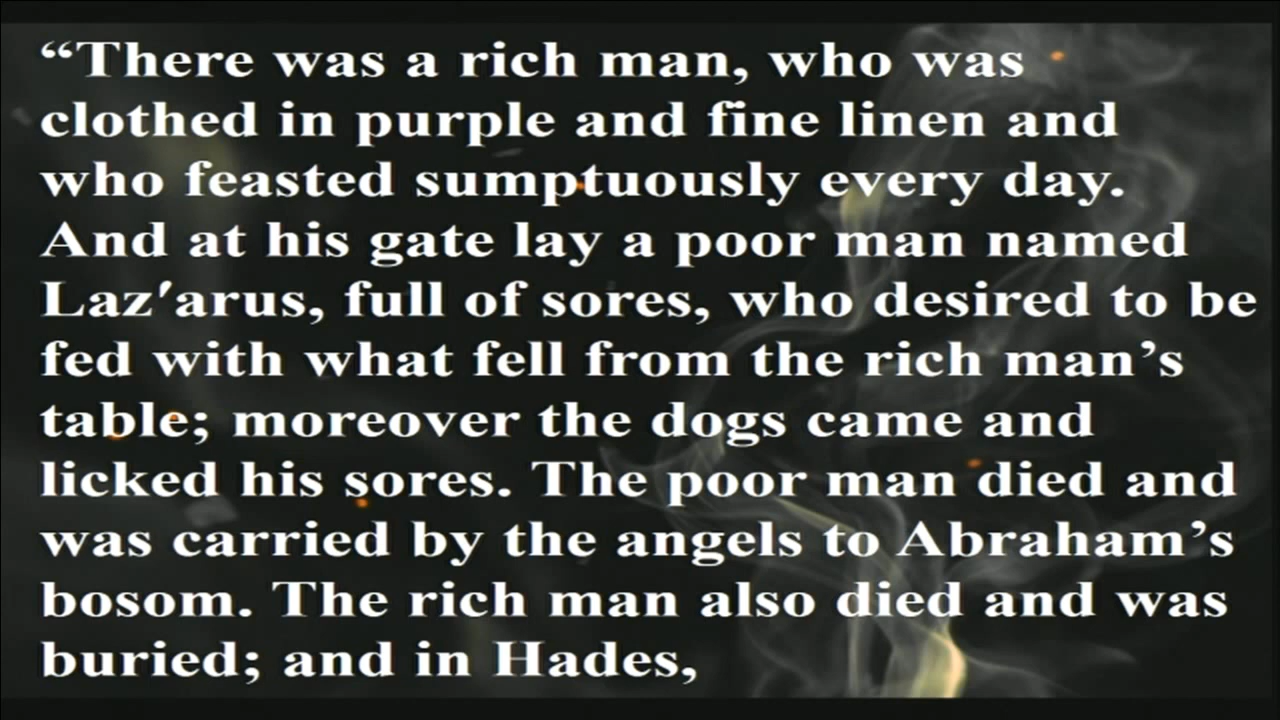 “There was a rich man, who was
clothed in purple and fine linen and
who feasted sumptuously every day.
And at his gate lay a poor man named
Laz′arus, full of sores, who desired to be
fed with what fell from the rich man’s
table; moreover the dogs came and
licked his sores. The poor man died and
was carried by the angels to Abraham’s
bosom. The rich man also died and was
buried; and in Hades,